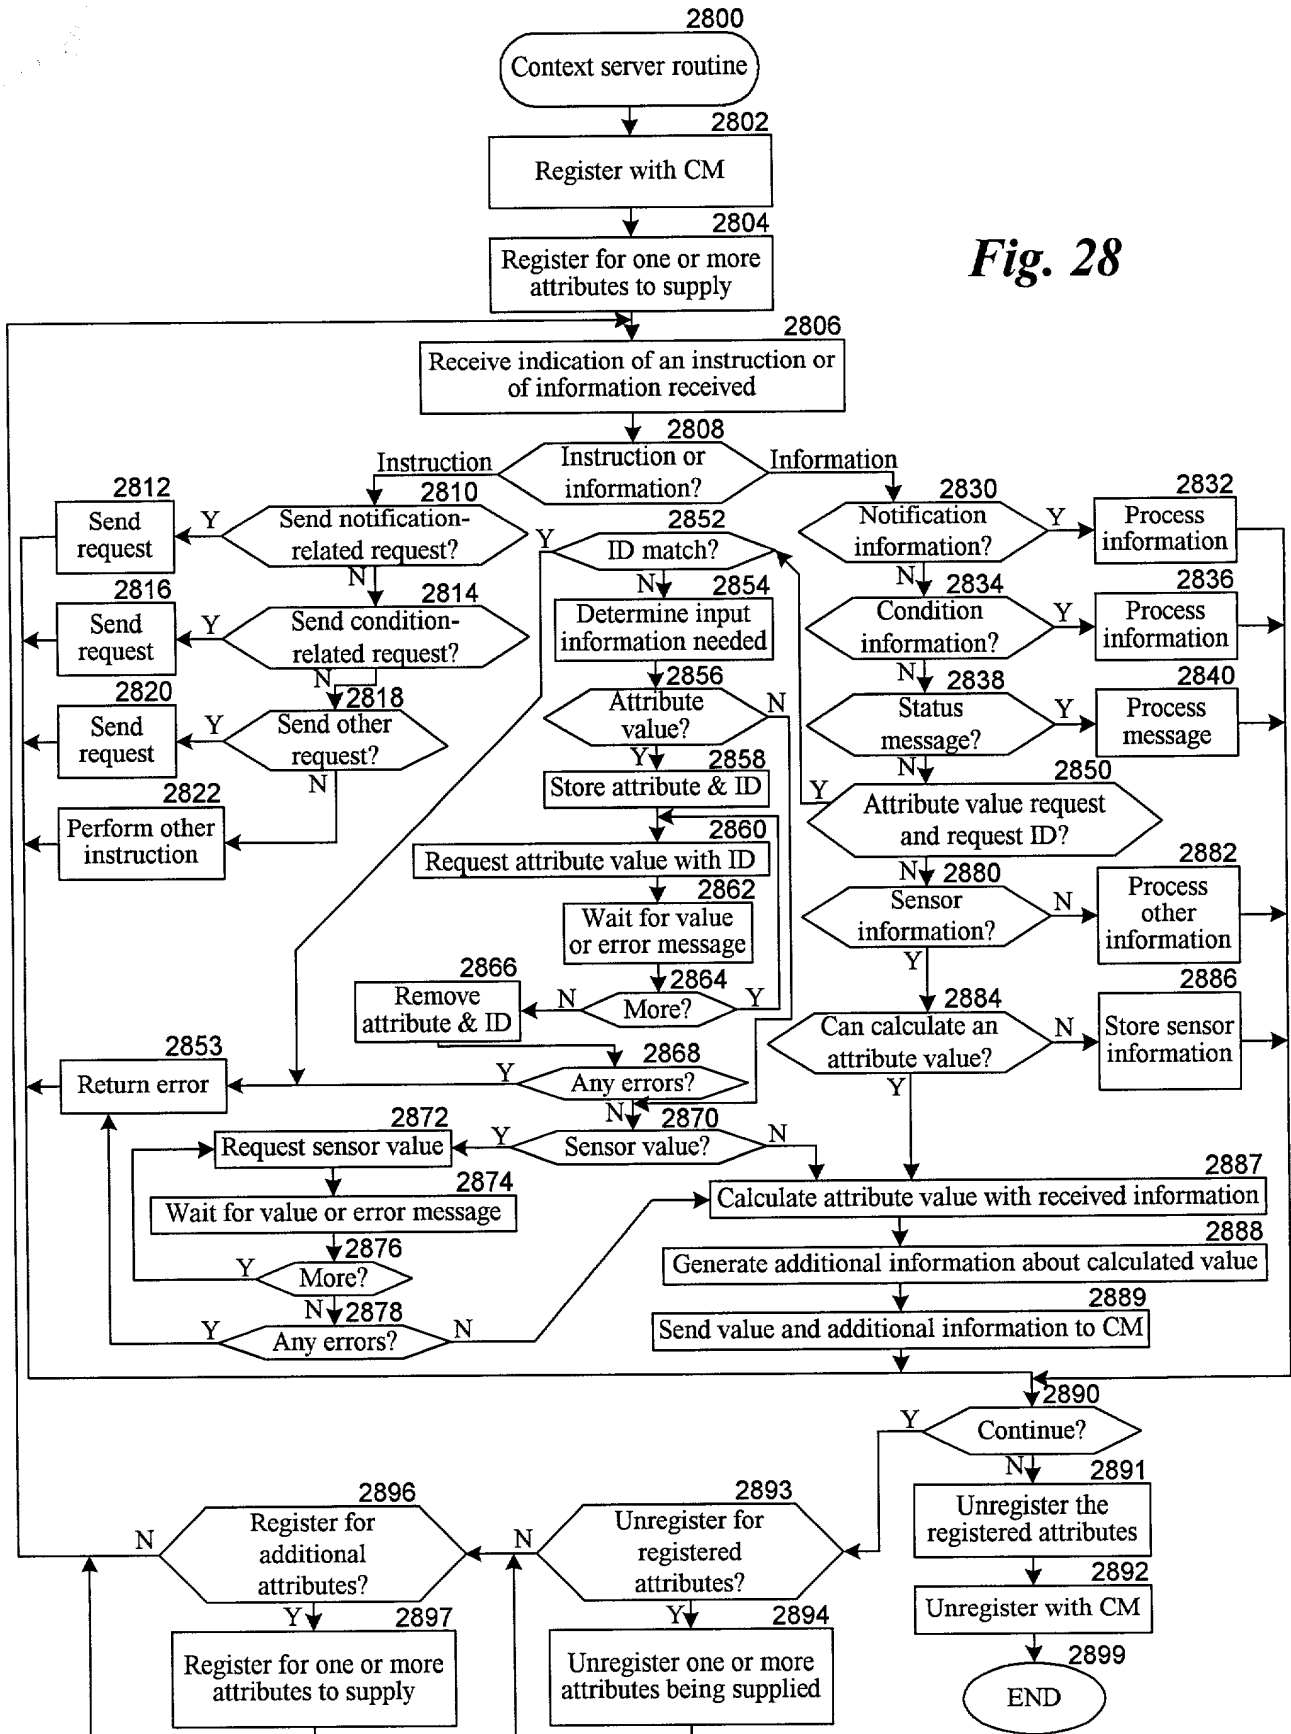 2800
Context server routine
2802
Register with CM
2804
Register for one or more
attributes to supply
Fig. 28
2806
Receive indication of an instruction or
of information received
2808
Instruction or
information?
Instruction
Information
2810
Send notification-
related request?
Y
N
2812
Send
request
2814
Send condition-
related request?
Y
N
2816
Send
request
2818
Send other
request?
Y
N
2820
Send
request
2822
Perform other
instruction
2830
Notification
information?
Y
N
2832
Process
information
2834
Condition
information?
Y
N
2836
Process
information
2838
Status
message?
Y
N
2840
Process
message
2850
Attribute value request
and request ID?
Y
N
2852
ID match?
Y
N
2853
Return error
2854
Determine input
information needed
2856
Attribute
value?
N
Y
2858
Store attribute & ID
2860
Request attribute value with ID
2862
Wait for value
or error message
2864
More?
N
Y
2866
Remove
attribute & ID
2868
Any errors?
Y
N
2870
Sensor value?
Y
N
2872
Request sensor value
2874
Wait for value or error message
2876
More?
Y
N
2878
Any errors?
Y
N
2880
Sensor
information?
N
Y
2882
Process
other
information
2884
Can calculate an
attribute value?
N
Y
2886
Store sensor
information
2887
Calculate attribute value with received information
2888
Generate additional information about calculated value
2889
Send value and additional information to CM
2890
Continue?
Y
N
2891
Unregister the
registered attributes
2892
Unregister with CM
2899
END
2893
Unregister for
registered
attributes?
N
Y
2894
Unregister one or more
attributes being supplied
2896
Register for
additional
attributes?
N
Y
2897
Register for one or more
attributes to supply